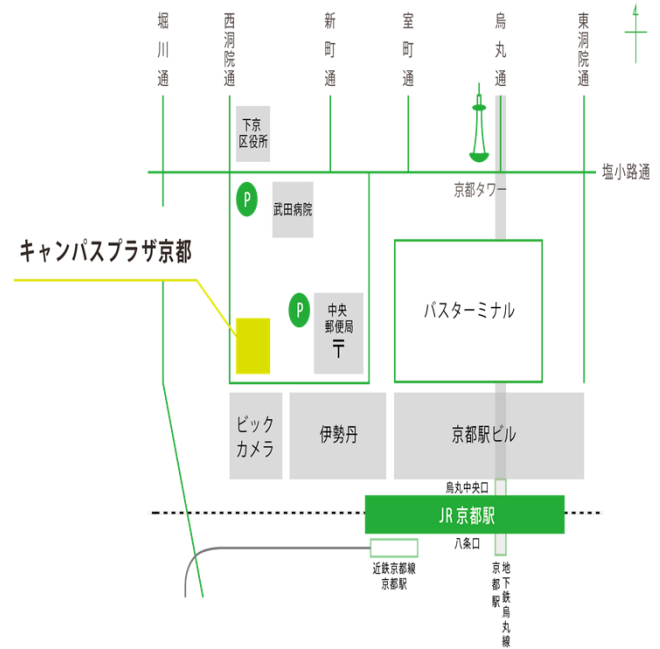 堀川通
西洞院通
新町通
室町通
烏丸通
東洞院通
下京
区役所
塩小路通
P
武田病院
京都タワー
キャンパスプラザ京都
P
中央
郵便局
〒
バスターミナル
ビック
カメラ
伊勢丹
京都駅ビル
烏丸中央口
JR 京都駅
八条口
近鉄京都線
京都駅
地下鉄烏丸線
京都駅